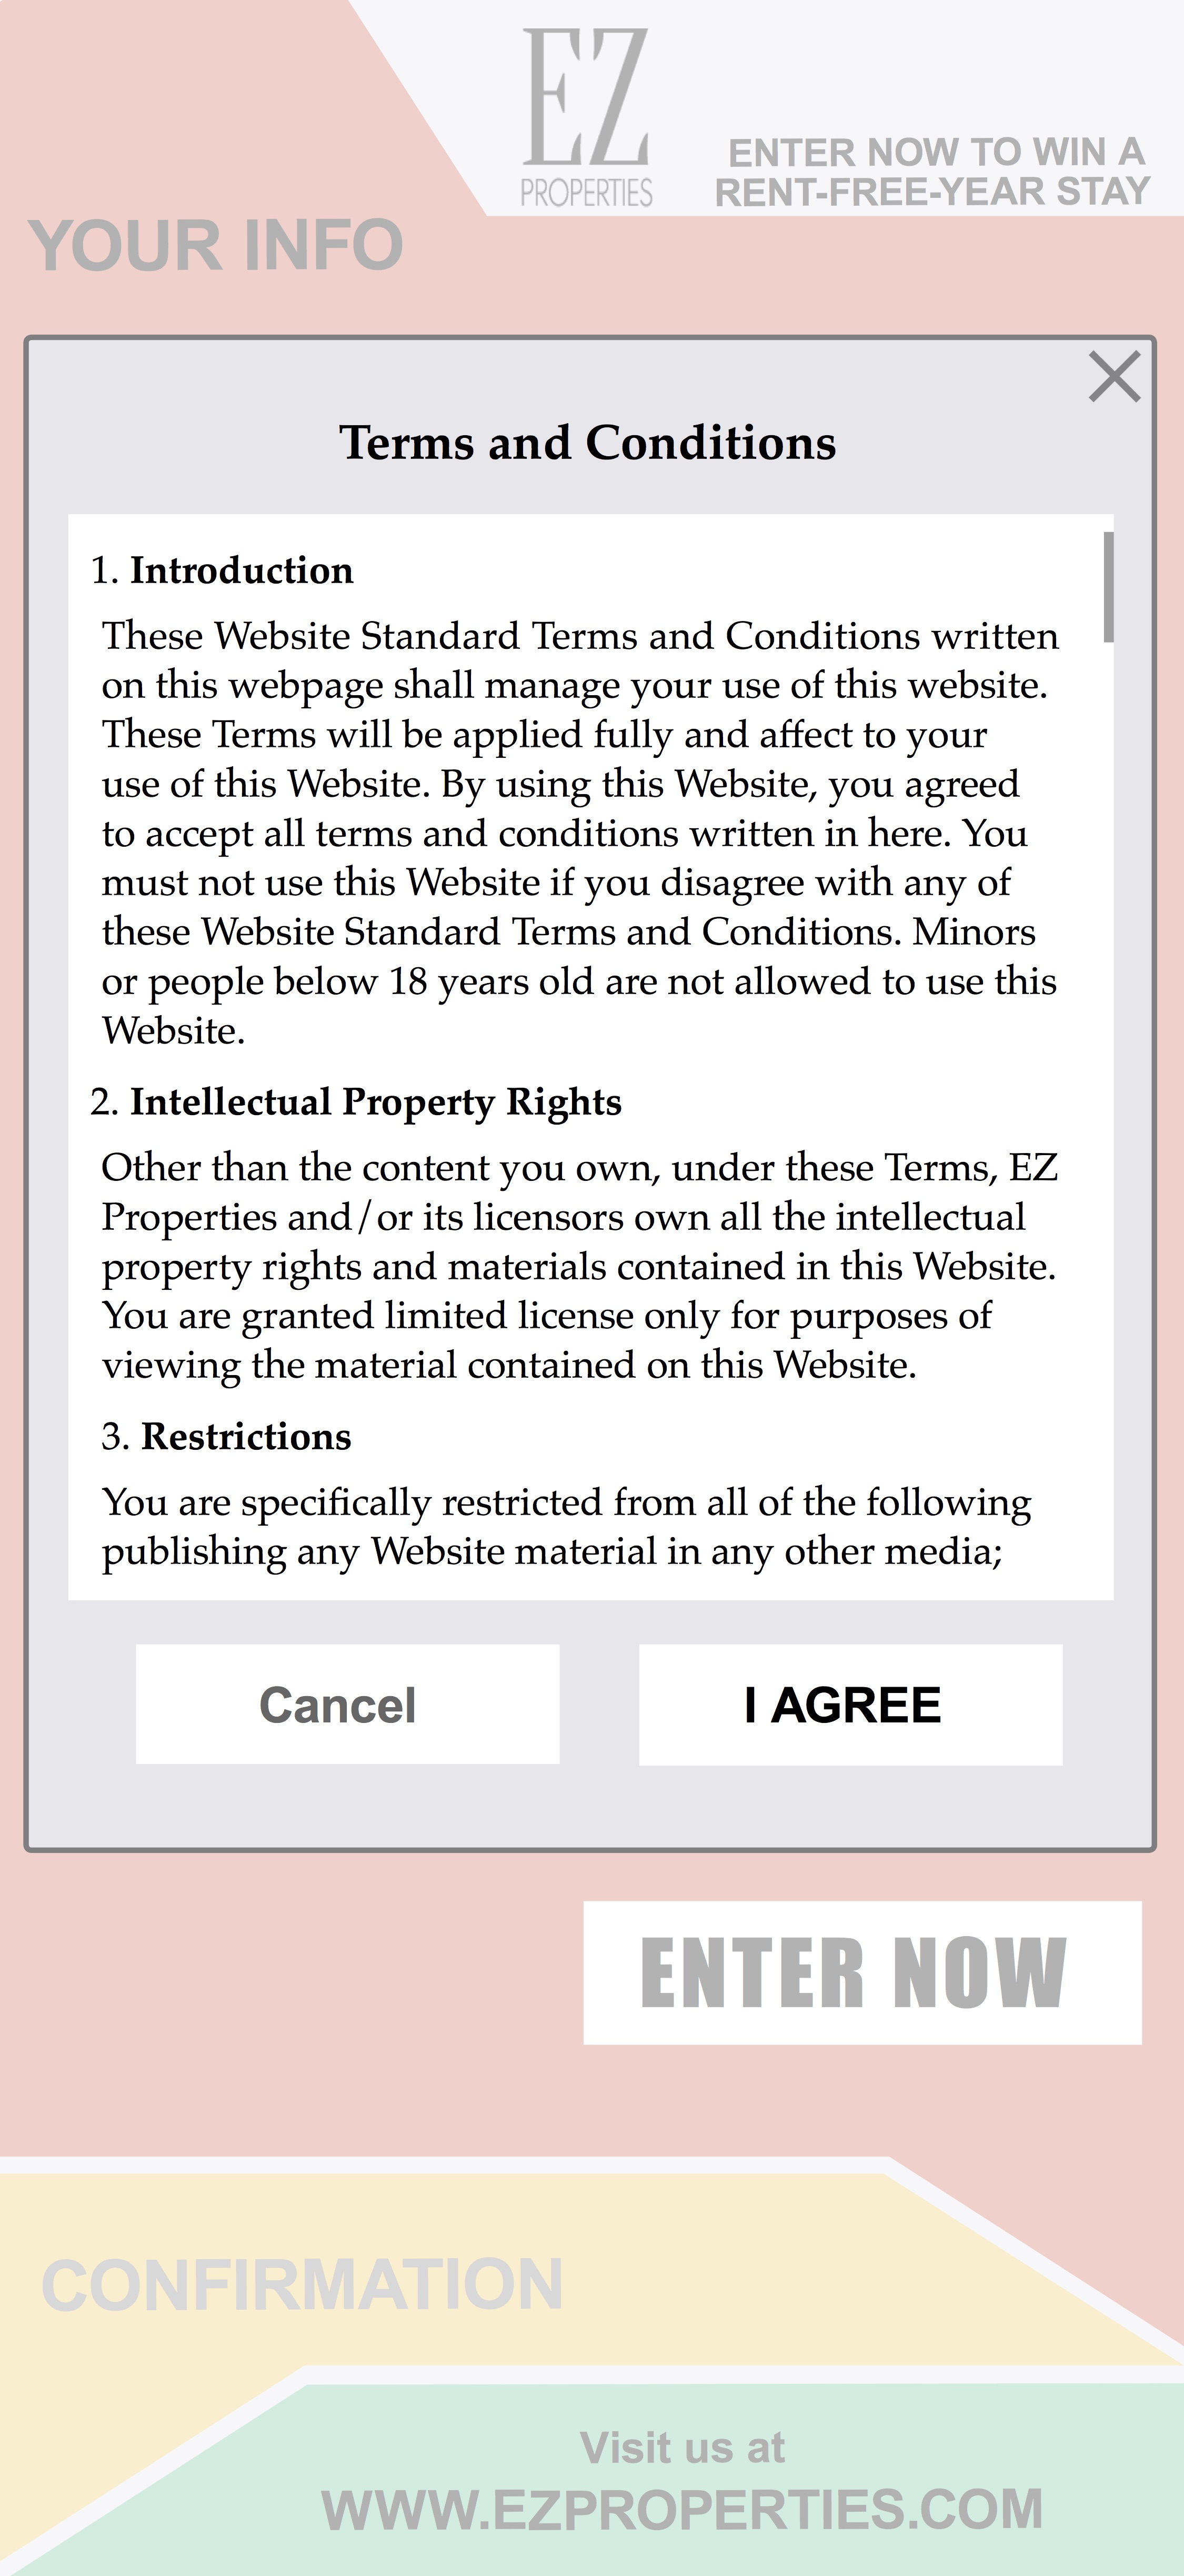 EZ
PROPERTIES
ENTER NOW TO WIN A
RENT-FREE-YEAR STAY
YOUR INFO
Terms and Conditions
1. Introduction
These Website Standard Terms and Conditions written
on this webpage shall manage your use of this website.
These Terms will be applied fully and affect to your
use of this Website. By using this Website, you agreed
to accept all terms and conditions written in here. You
must not use this Website if you disagree with any of
these Website Standard Terms and Conditions. Minors
or people below 18 years old are not allowed to use this
Website.
2. Intellectual Property Rights
Other than the content you own, under these Terms, EZ
Properties and/or its licensors own all the intellectual
property rights and materials contained in this Website.
You are granted limited license only for purposes of
viewing the material contained on this Website.
3. Restrictions
You are specifically restricted from all of the following
publishing any Website material in any other media;
Cancel
I AGREE
ENTER NOW
CONFIRMATION
Visit us at
WWW.EZPROPERTIES.COM